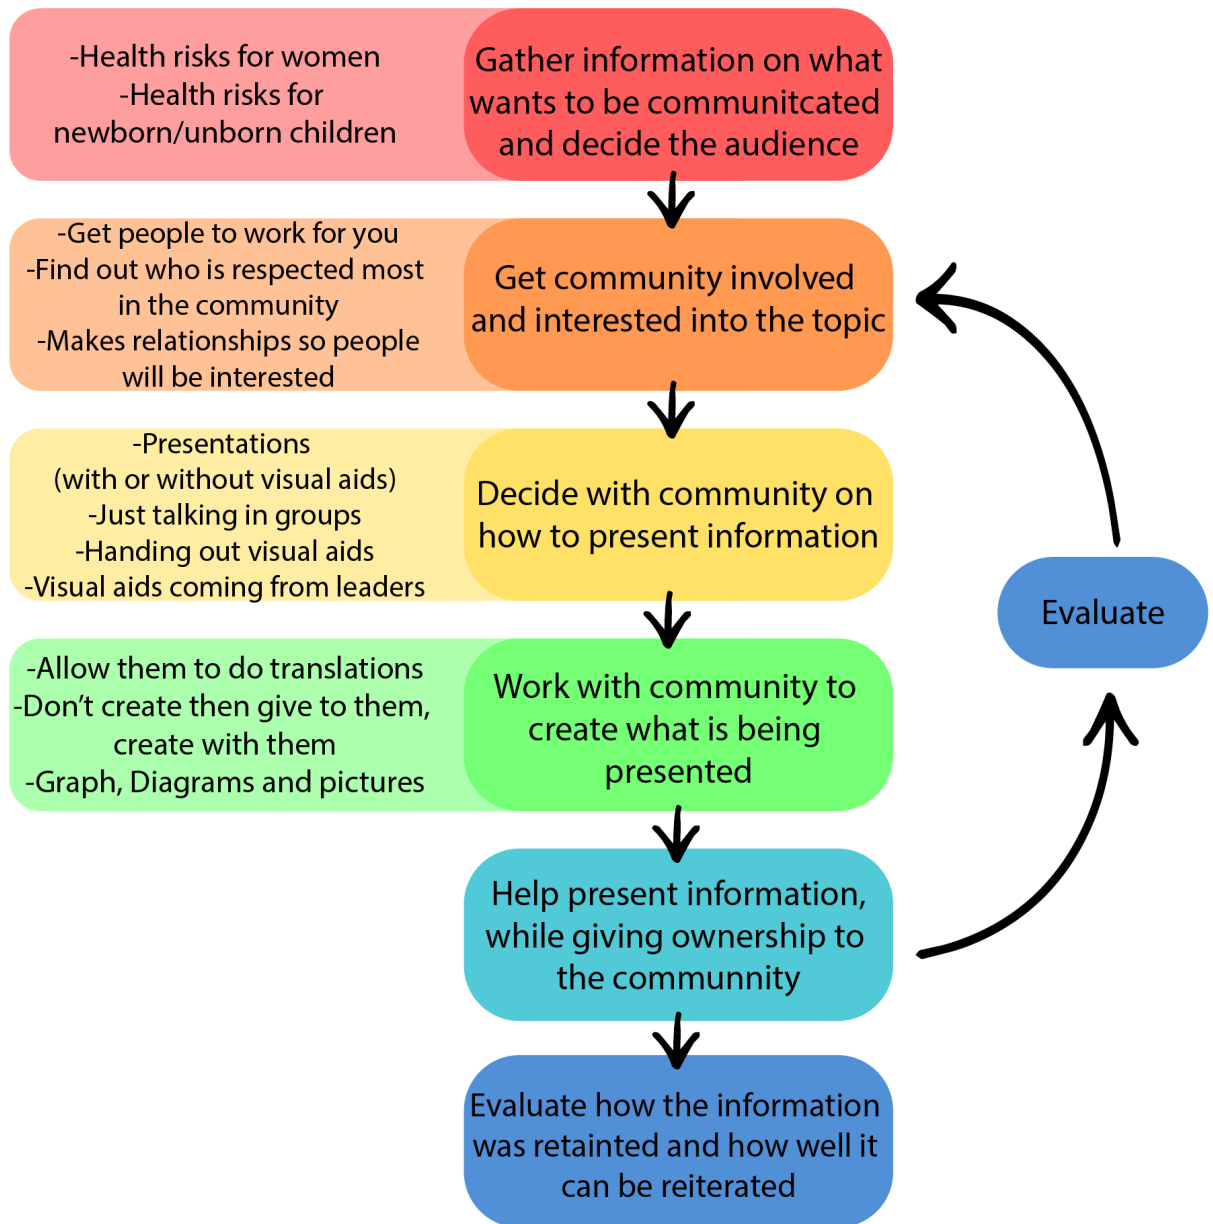 -Health risks for women
-Health risks for
newborn/unborn children
Gather information on what
wants to be communitcated
and decide the audience
-Get people to work for you
-Find out who is respected most
in the community
-Makes relationships so people
will be interested
Get community involved
and interested into the topic
-Presentations
(with or without visual aids)
-Just talking in groups
-Handing out visual aids
-Visual aids coming from leaders
Decide with community on
how to present information
Evaluate
-Allow them to do translations
-Don’t create then give to them,
create with them
-Graph, Diagrams and pictures
Work with community to
create what is being
presented
Help present information,
while giving ownership to
the communnity
Evaluate how the information
was retainted and how well it
can be reiterated